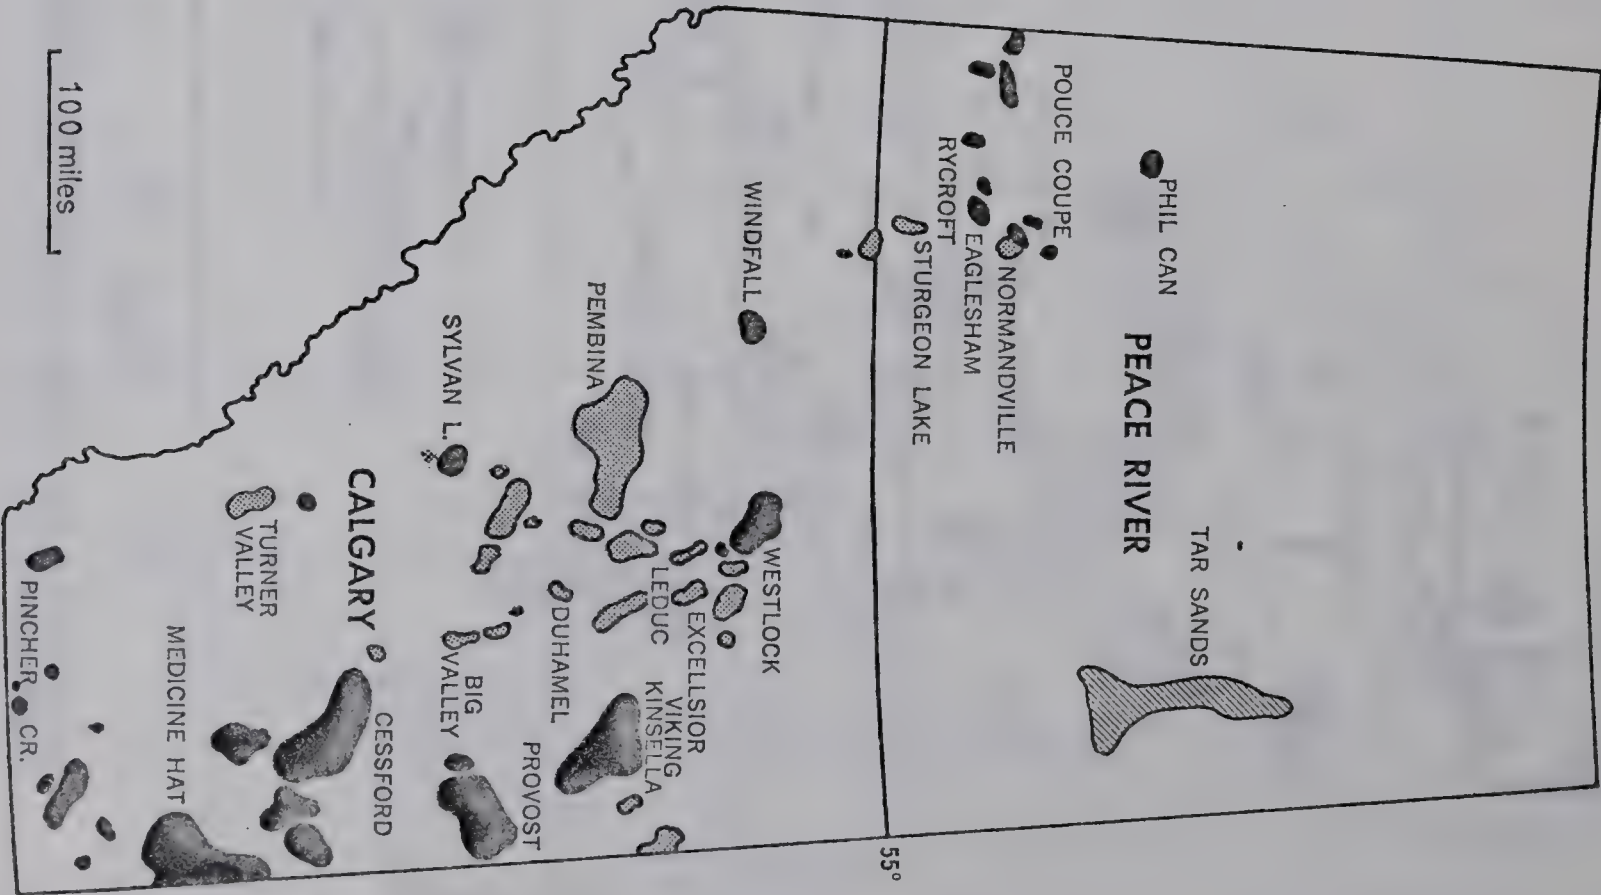 PHIL CAN
POUCE COUPE
PEACE RIVER
TAR SANDS
NORMANDVILLE
EAGLESHAM
RYCROFT
STURGEON LAKE
55°
WINDFALL
WESTLOCK
PEMBINA
EXCELLSIOR
LEDUC
VIKING
KINSELLA
DUHAMEL
PROVOST
SYLVAN L.
BIG
VALLEY
CALGARY
CESSFORD
TURNER
VALLEY
MEDICINE HAT
PINCHER CR.
100 miles